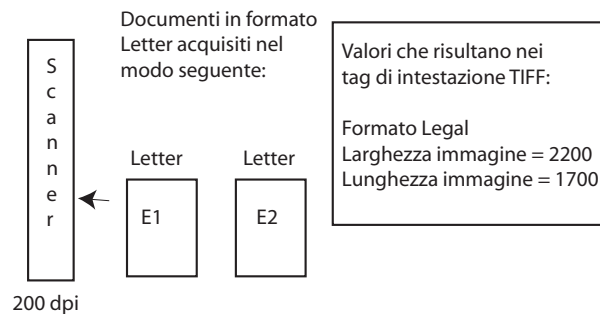 Documenti in formato
Letter acquisiti nel
modo seguente:
Scanner
200 dpi
Letter
E1
Letter
E2
Valori che risultano nei
tag di intestazione TIFF:
Formato Legal
Larghezza immagine = 2200
Lunghezza immagine = 1700